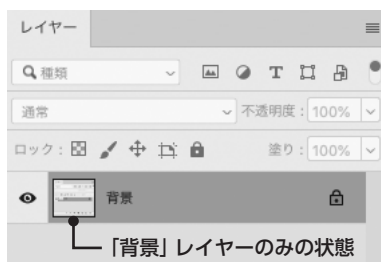 レイヤー
種類
T
通常 不透明度 : 100%
ロック : 塗り : 100%
背景
「背景」レイヤーのみの状態